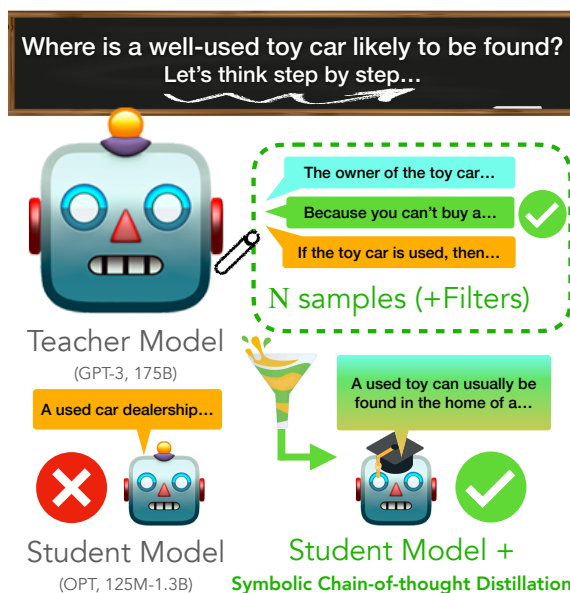 Where is a well-used toy car likely to be found?
Let's think step by step...
The owner of the toy car...
Because you can't buy a...
If the toy car is used, then...
N samples (+Filters)
Teacher Model
(GPT-3, 175B)
A used car dealership...
A used toy can usually be
found in the home of a...
Student Model
(OPT, 125M-1.3B)
Student Model +
Symbolic Chain-of-thought Distillation